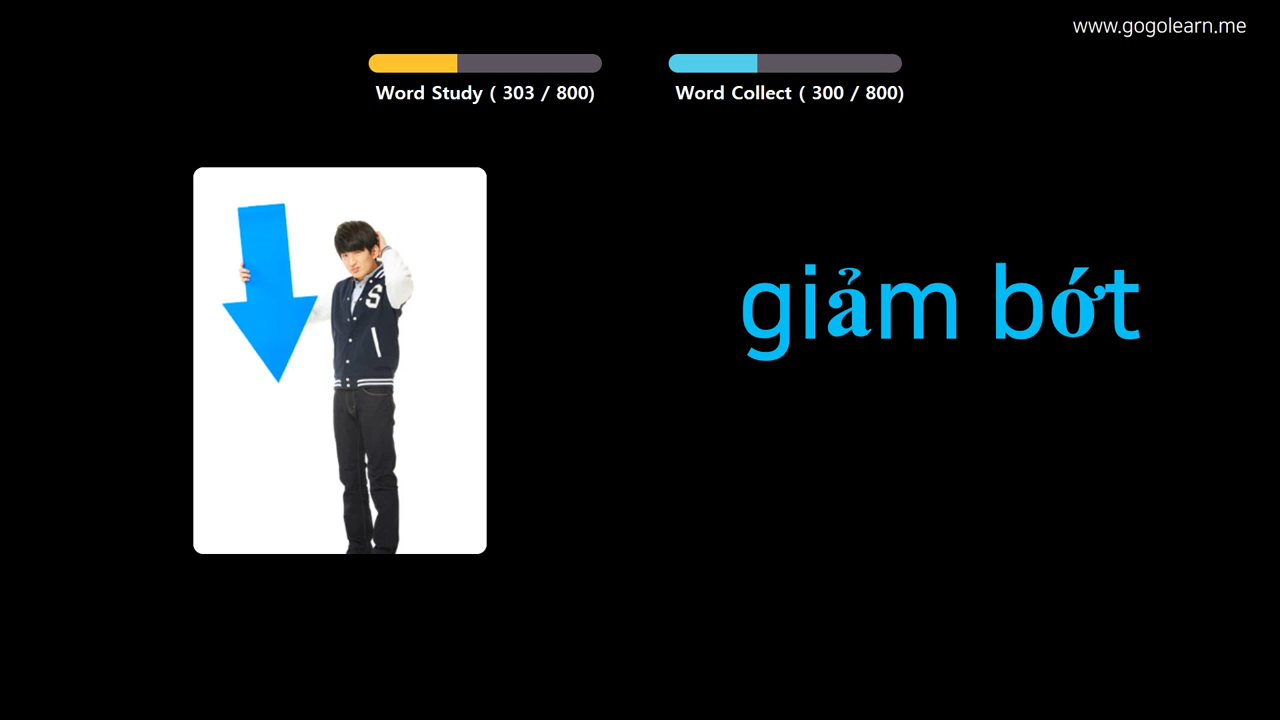 www.gogolearn.me
Word Study ( 303 / 800)
Word Collect ( 300 / 800)
S
giảm bớt